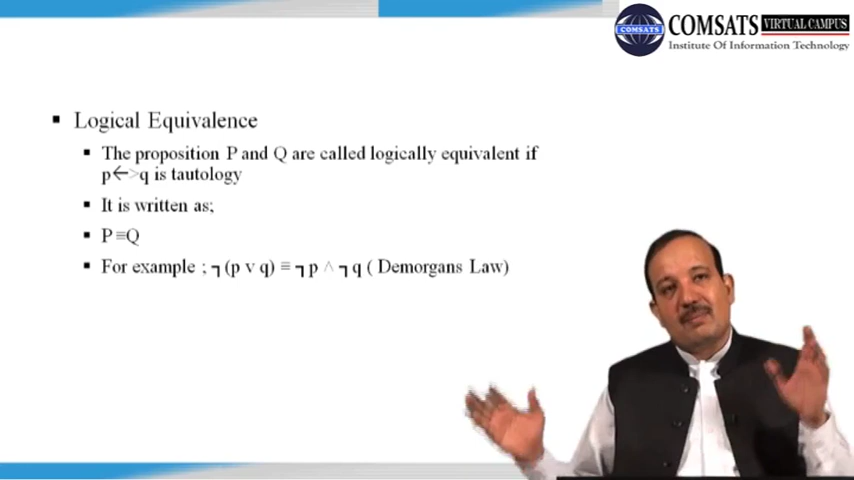 COMSATS VIRTUAL CAMPUS
COMSATS
Institute Of Information Technology
Logical Equivalence
The proposition P and Q are called logically equivalent if
p<->q is tautology
It is written as;
P≡Q
For example ; ┐(p v q) ≡ ┐p ^ ┐q ( Demorgans Law)